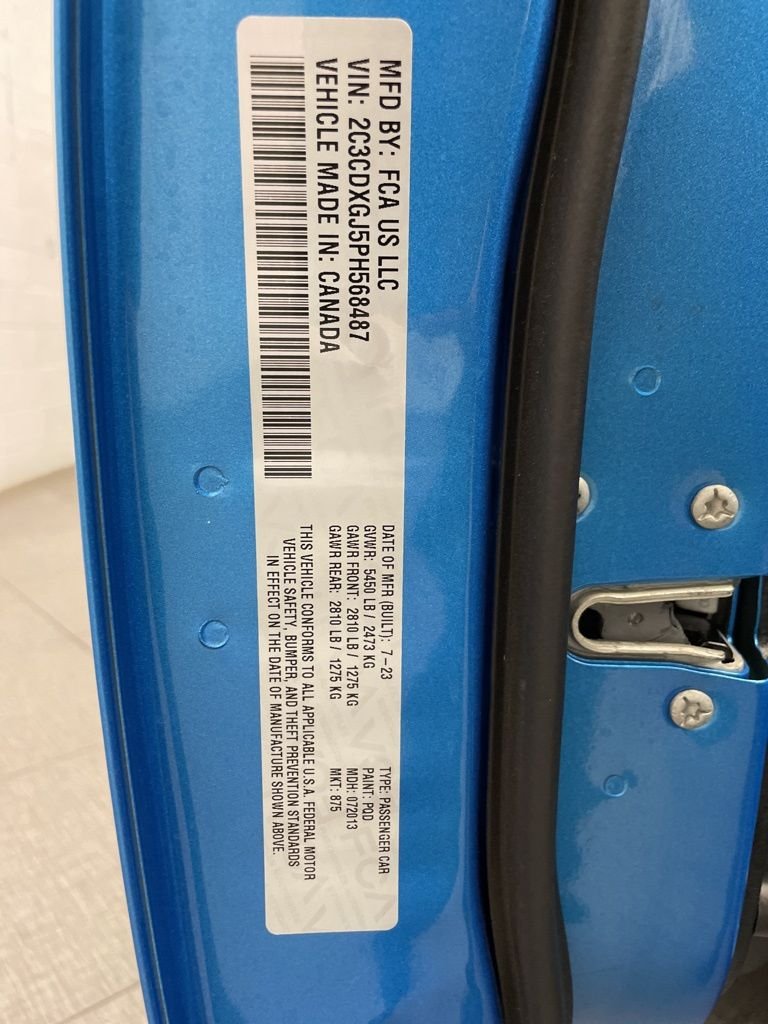 MFD BY: FCA US LLC
VIN: 2C3CDXGJ5PH568487
VEHICLE MADE IN: CANADA
DATE OF MFR (BUILT): 7-23
GVWR: 5450 LB / 2473 KG
GAWR FRONT: 2810 LB / 1275 KG
GAWR REAR: 2810 LB / 1275 KG
THIS VEHICLE CONFORMS TO ALL APPLICABLE U.S.A. FEDERAL MOTOR
VEHICLE SAFETY, BUMPER, AND THEFT PREVENTION STANDARDS
IN EFFECT ON THE DATE OF MANUFACTURE SHOWN ABOVE.
TYPE: PASSENGER CAR
PAINT: PQD
MDH: 072013
MKT: 875
FCA